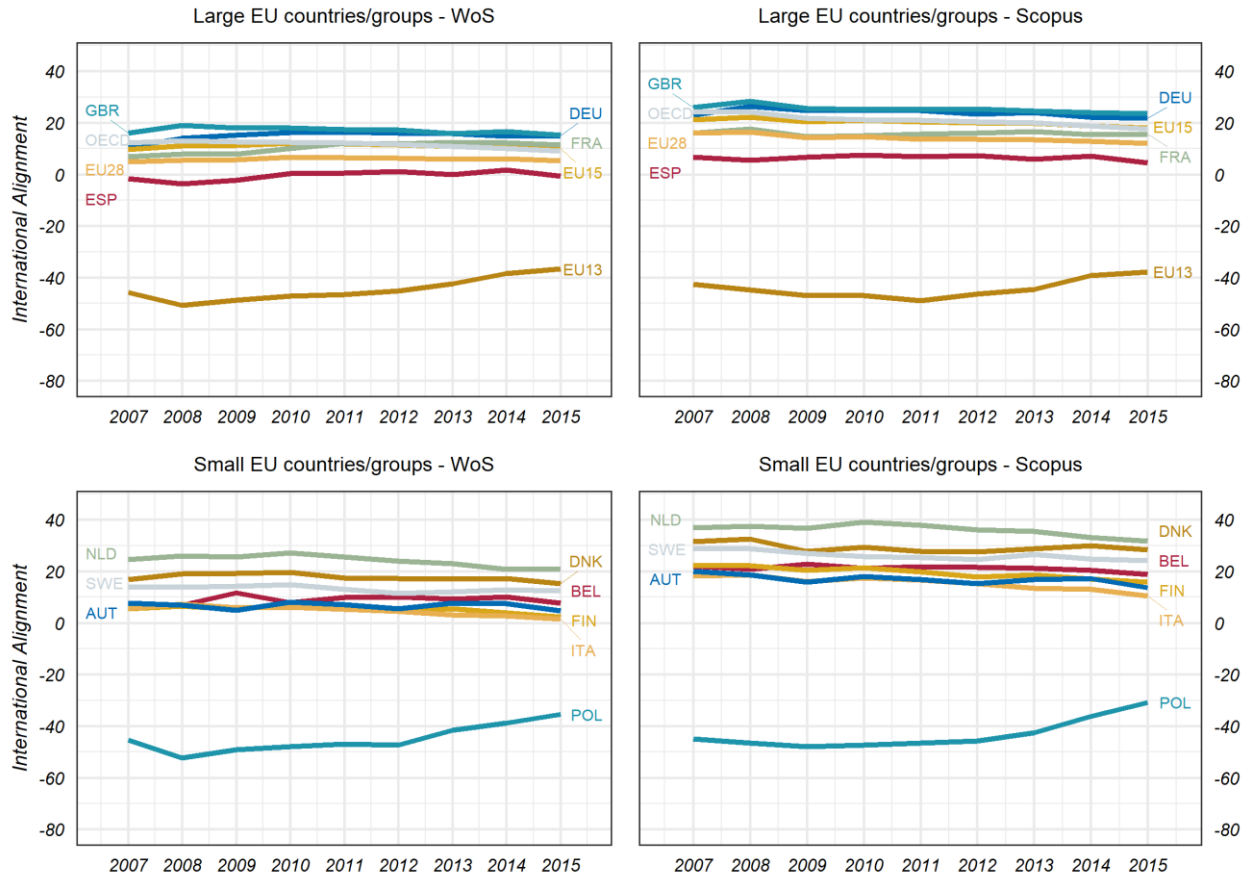 Large EU countries/groups - WoS
Large EU countries/groups - Scopus
International Alignment
40
20
0
-20
-40
-60
-80
GBR
OECD
EU28
ESP
DEU
FRA
EU15
EU13
2007 2008 2009 2010 2011 2012 2013 2014 2015
GBR
OECD
EU28
ESP
DEU
EU15
FRA
EU13
40
20
0
-20
-40
-60
-80
2007 2008 2009 2010 2011 2012 2013 2014 2015
Small EU countries/groups - WoS
Small EU countries/groups - Scopus
International Alignment
40
20
0
-20
-40
-60
-80
NLD
SWE
AUT
DNK
BEL
FIN
ITA
POL
2007 2008 2009 2010 2011 2012 2013 2014 2015
NLD
SWE
AUT
DNK
BEL
FIN
ITA
POL
40
20
0
-20
-40
-60
-80
2007 2008 2009 2010 2011 2012 2013 2014 2015